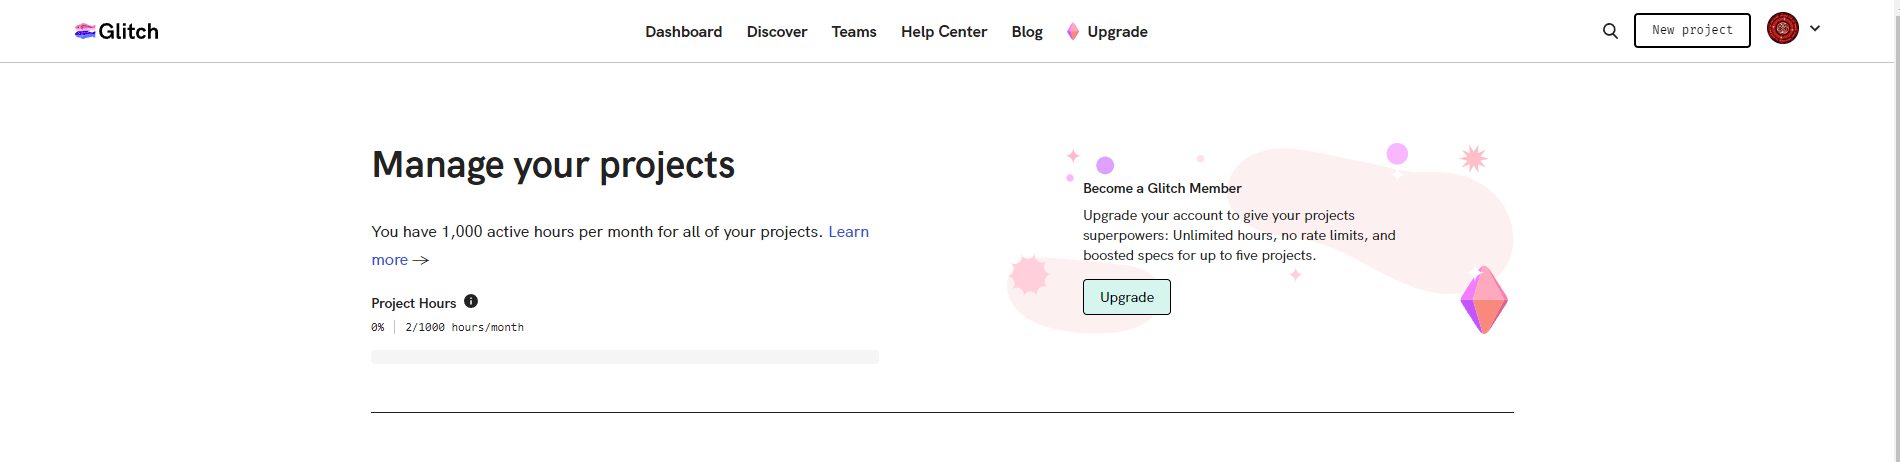 Glitch
Dashboard Discover Teams Help Center Blog Upgrade
New project
Manage your projects
You have 1,000 active hours per month for all of your projects. Learn
more →
Project Hours
0% | 2/1000 hours/month
Become a Glitch Member
Upgrade your account to give your projects
superpowers: Unlimited hours, no rate limits, and
boosted specs for up to five projects.
Upgrade